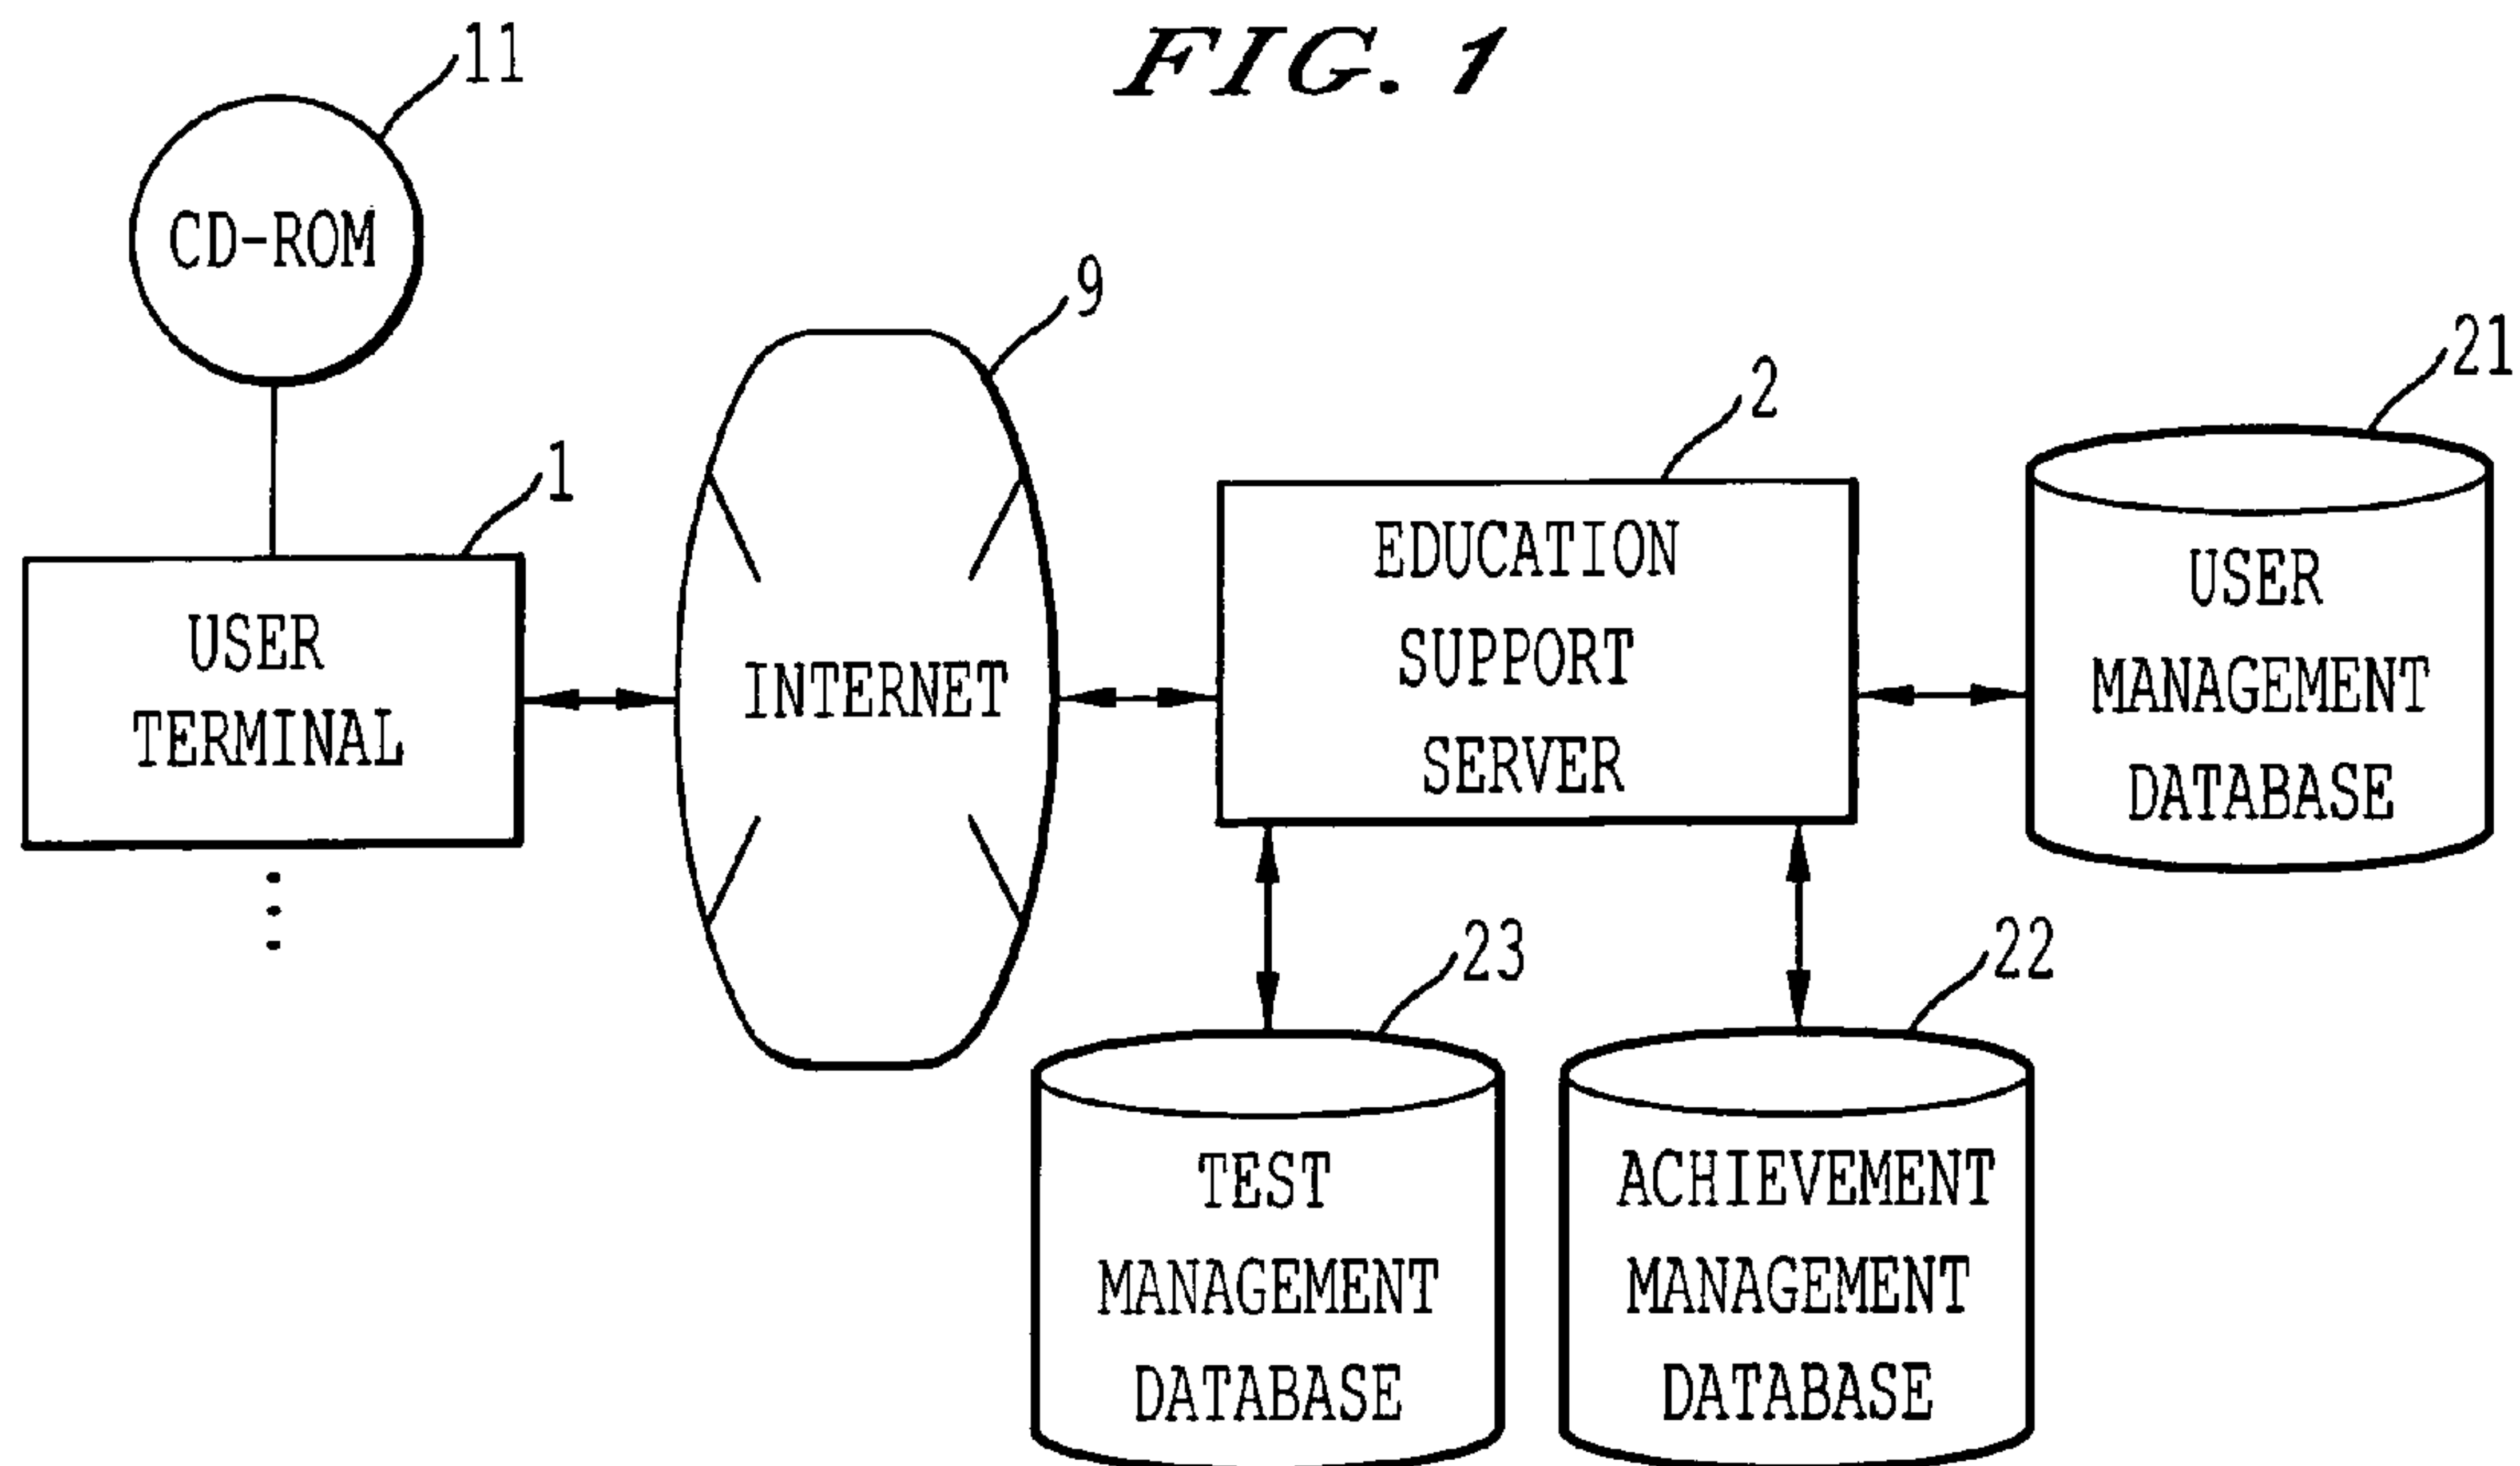 FIG. 1
11
CD-ROM
9
1
USER
TERMINAL
INTERNET
2
EDUCATION
SUPPORT
SERVER
21
USER
MANAGEMENT
DATABASE
23
TEST
MANAGEMENT
DATABASE
22
ACHIEVEMENT
MANAGEMENT
DATABASE